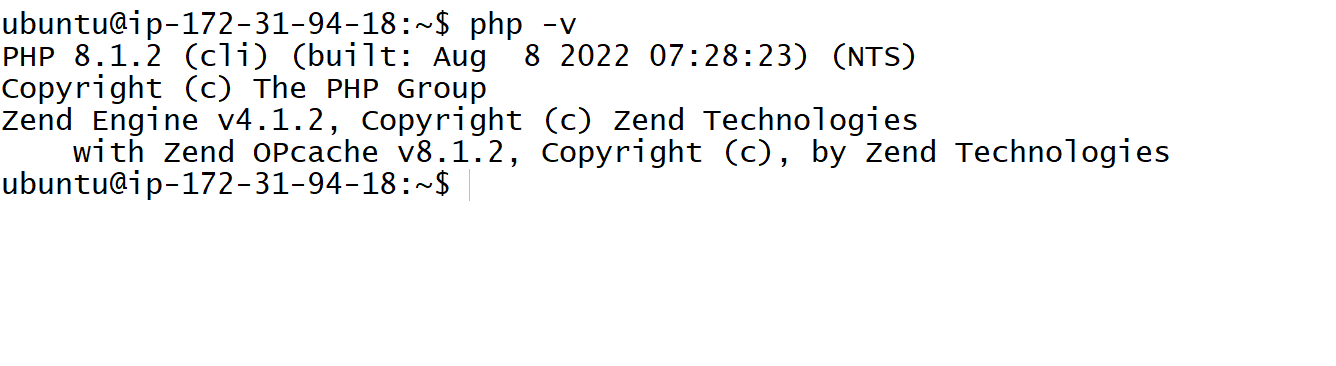 ubuntu@ip-172-31-94-18:~$ php -v
PHP 8.1.2 (cli) (built: Aug  8 2022 07:28:23) (NTS)
Copyright (c) The PHP Group
Zend Engine v4.1.2, Copyright (c) Zend Technologies
    with Zend OPcache v8.1.2, Copyright (c), by Zend Technologies
ubuntu@ip-172-31-94-18:~$